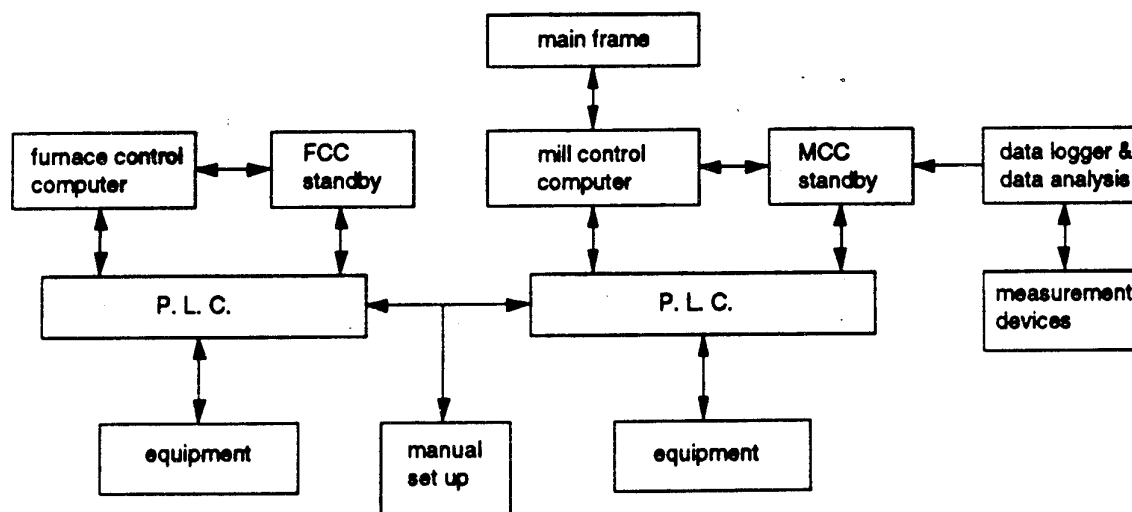 main frame
furnace control
computer
FCC
standby
mill control
computer
MCC
standby
data logger &
data analysis
P. L. C.
P. L. C.
measurement
devices
equipment
manual
set up
equipment